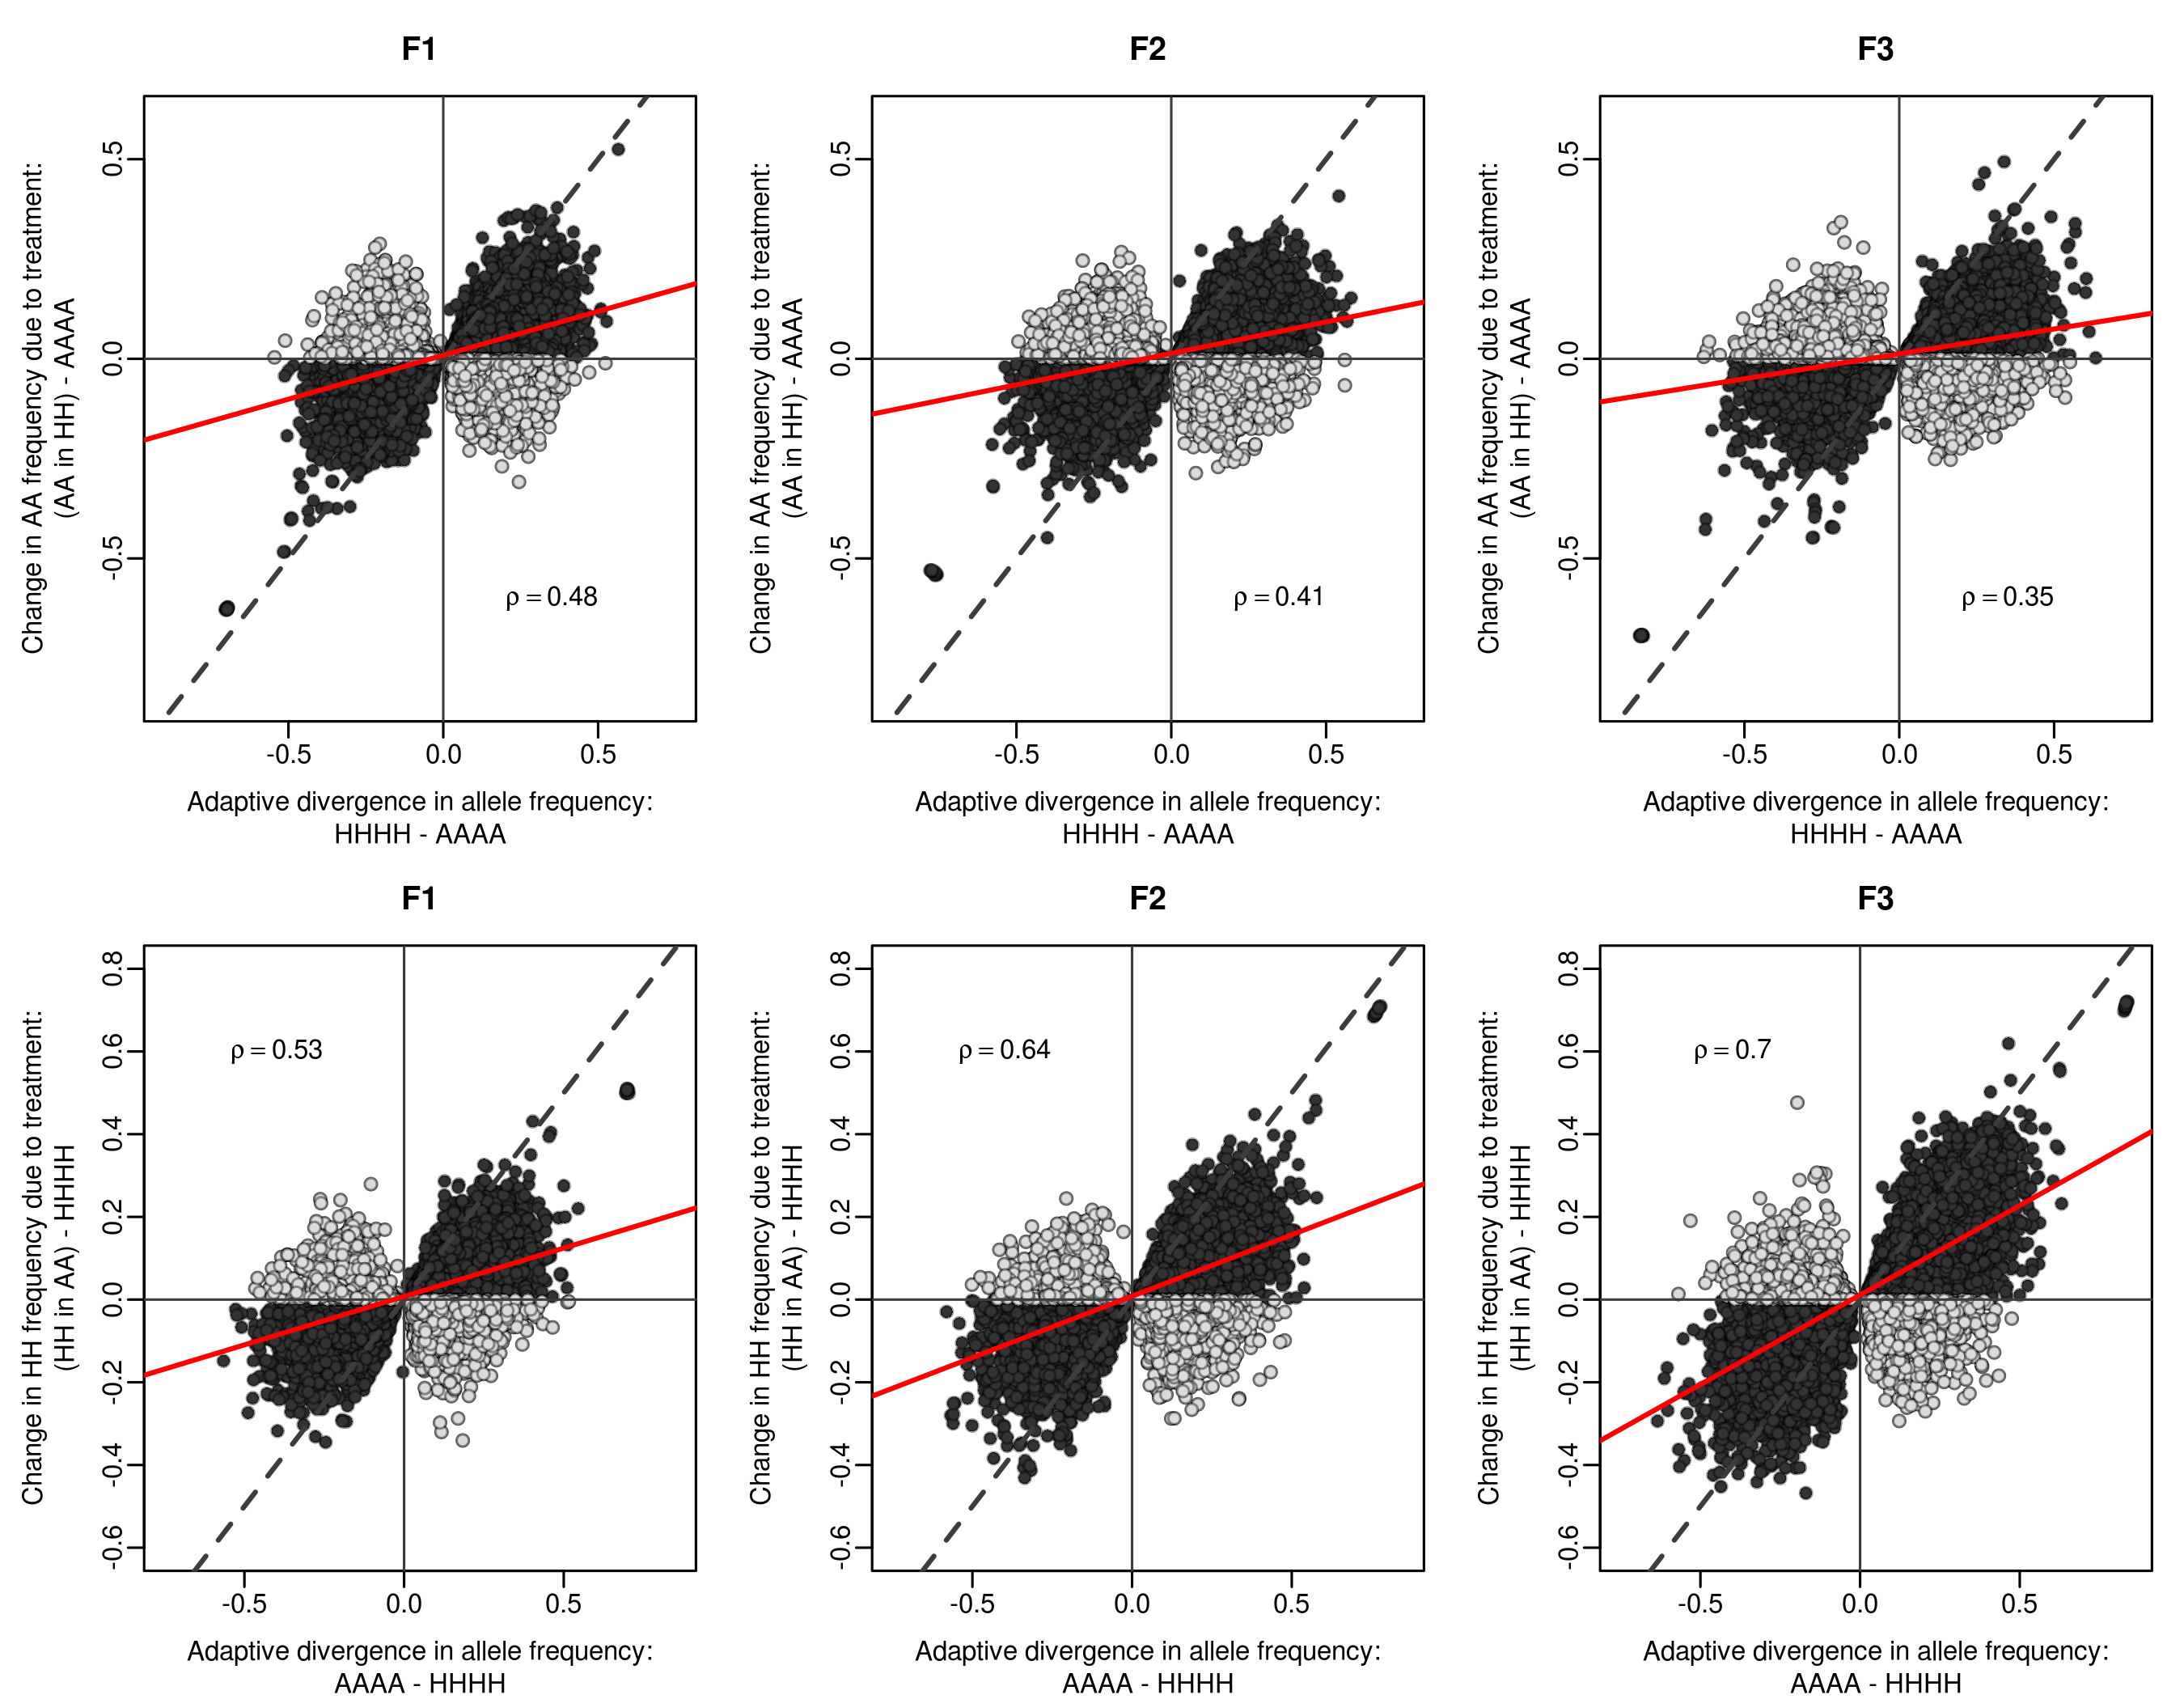 F1
F2
F3
Change in AA frequency due to treatment:
(AA in HH) - AAAA
0.5
0.0
-0.5
ρ = 0.48
-0.5 0.0 0.5
Adaptive divergence in allele frequency:
HHHH - AAAA
Change in AA frequency due to treatment:
(AA in HH) - AAAA
0.5
0.0
-0.5
ρ = 0.41
-0.5 0.0 0.5
Adaptive divergence in allele frequency:
HHHH - AAAA
Change in AA frequency due to treatment:
(AA in HH) - AAAA
0.5
0.0
-0.5
ρ = 0.35
-0.5 0.0 0.5
Adaptive divergence in allele frequency:
HHHH - AAAA
F1
F2
F3
Change in HH frequency due to treatment:
(HH in AA) - HHHH
0.8
0.6
0.4
0.2
0.0
-0.2
-0.4
-0.6
ρ = 0.53
-0.5 0.0 0.5
Adaptive divergence in allele frequency:
AAAA - HHHH
Change in HH frequency due to treatment:
(HH in AA) - HHHH
0.8
0.6
0.4
0.2
0.0
-0.2
-0.4
-0.6
ρ = 0.64
-0.5 0.0 0.5
Adaptive divergence in allele frequency:
AAAA - HHHH
Change in HH frequency due to treatment:
(HH in AA) - HHHH
0.8
0.6
0.4
0.2
0.0
-0.2
-0.4
-0.6
ρ = 0.7
-0.5 0.0 0.5
Adaptive divergence in allele frequency:
AAAA - HHHH